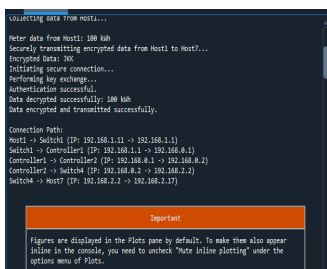 Collecting data from Host1...
Meter data from Host1: 100 kWh
Securely transmitting encrypted data from Host1 to Host7...
Encrypted Data: JKK
Initiating secure connection...
Performing key exchange...
Authentication successful.
Data decrypted successfully: 100 kWh
Data encrypted and transmitted successfully.
Connection Path:
Host1 -> Switch1 (IP: 192.168.1.11 -> 192.168.1.1)
Switch1 -> Controller1 (IP: 192.168.1.1 -> 192.168.0.1)
Controller1 -> Controller2 (IP: 192.168.0.1 -> 192.168.0.2)
Controller2 -> Switch4 (IP: 192.168.0.2 -> 192.168.2.2)
Switch4 -> Host7 (IP: 192.168.2.2 -> 192.168.2.17)
Important
Figures are displayed in the Plots pane by default. To make them also appear
inline in the console, you need to uncheck "Mute inline plotting" under the
options menu of Plots.